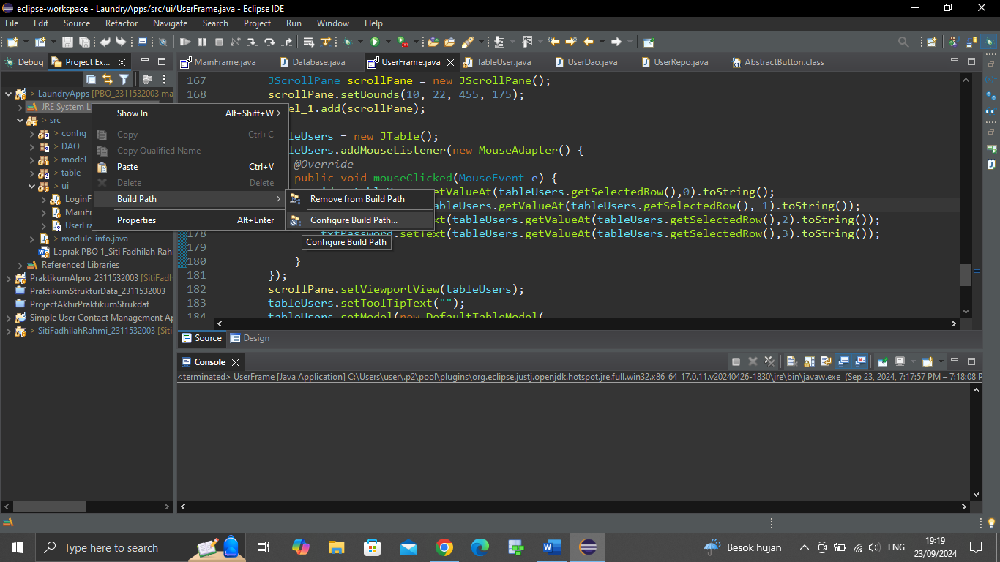 eclipse-workspace - LaundryApps/src/ui/UserFrame.java - Eclipse IDE
File Edit Source Refactor Navigate Search Project Run Window Help
Debug Project Ex...
MainFrame.java Database.java UserFrame.java TableUser.java UserDao.java UserRepo.java AbstractButton.class
> LaundryApps [PBO_2311532003 ma
JRE System L
> src
> config
> DAO
> model
> table
> ui
LoginF
MainFr
UserFra
> module-info.java
Laprak PBO 1_Siti Fadhilah Rah
Referenced Libraries
PraktikumAlpro_2311532003 [SitiFadh
PraktikumStrukturData_2311532003
ProjectAkhirPraktikumStrukdat
Simple User Contact Management Ap
> SitiFadhilahRahmi_2311532003 [Siti
Show In Alt+Shift+W >
Copy Ctrl+C
Copy Qualified Name
Paste Ctrl+V
Delete Delete
Build Path >
Properties Alt+Enter
Remove from Build Path
Configure Build Path...
Configure Build Path
167 JScrollPane scrollPane = new JScrollPane();
168 scrollPane.setBounds(10, 22, 455, 175);
el_1.add(scrollPane);
leUsers = new JTable();
leUsers.addMouseListener(new MouseAdapter() {
@Override
public void mouseClicked(MouseEvent e) {
getValueAt(tableUsers.getSelectedRow(),0).toString();
ableUsers.getValueAt(tableUsers.getSelectedRow(), 1).toString());
xt(tableUsers.getValueAt(tableUsers.getSelectedRow(),2).toString());
178 txtPassword.setText(tableUsers.getValueAt(tableUsers.getSelectedRow(),3).toString());
179
180 }
181 });
182 scrollPane.setViewportView(tableUsers);
183 tableUsers.setToolTipText("");
184 tableUsers.setModel(new DefaultTableModel(
Source Design
Console
<terminated> UserFrame [Java Application] C:\Users\user\.p2\pool\plugins\org.eclipse.justj.openjdk.hotspot.jre.full.win32.x86_64_17.0.11.v20240426-1830\jre\bin\javaw.exe (Sep 23, 2024, 7:17:57 PM – 7:18:08 P
Type here to search
Besok hujan
ENG
19:19
23/09/2024